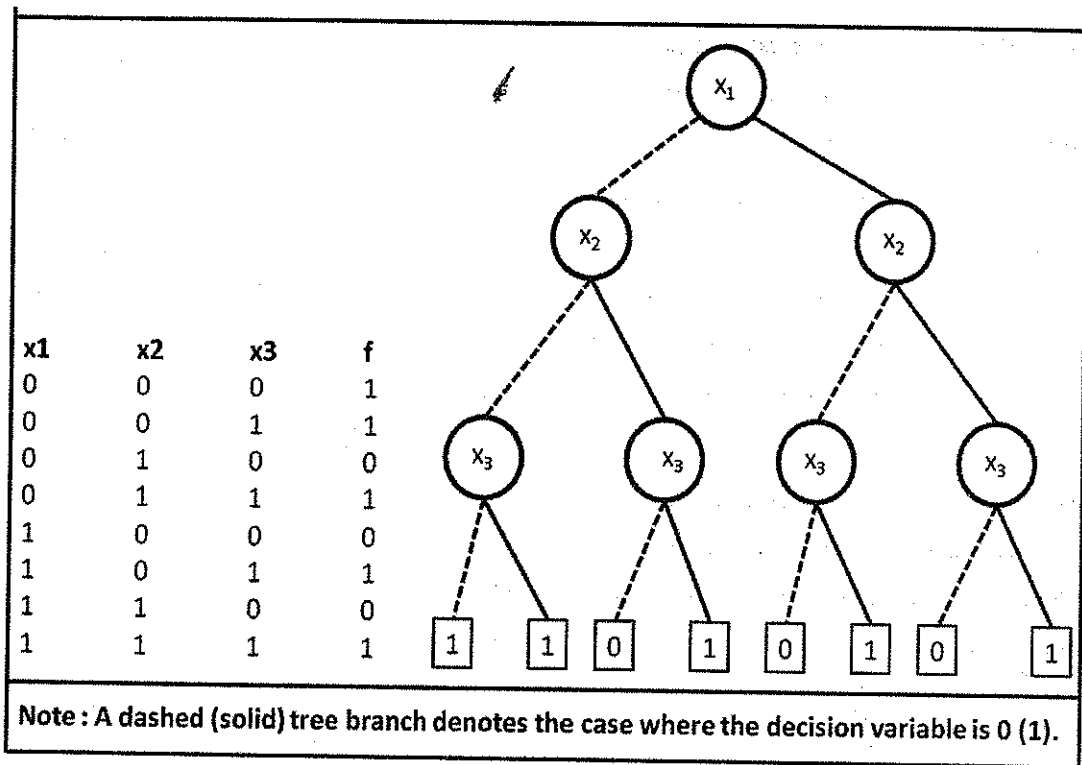 x₁
x₂ x₂
x1 x2 x3 f
0 0 0 1
0 0 1 1
0 1 0 0
0 1 1 1
1 0 0 0
1 0 1 1
1 1 0 0
1 1 1 1
x₃ x₃ x₃ x₃
1 1 0 1 0 1 0 1
Note : A dashed (solid) tree branch denotes the case where the decision variable is 0 (1).